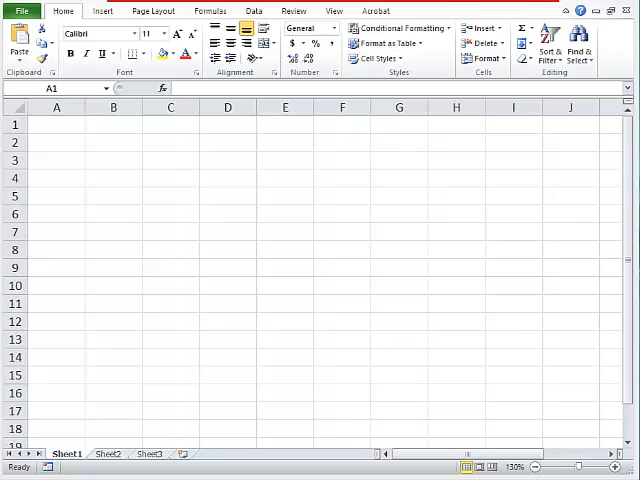 File Home Insert Page Layout Formulas Data Review View Acrobat
Paste Calibri 11 A A General Conditional Formatting Insert Σ
B I U A $ % , Format as Table Delete Sort & Filter Find & Select
Cell Styles Format
Clipboard Font Alignment Number Styles Cells Editing
A1 fx
A B C D E F G H I J
1
2
3
4
5
6
7
8
9
10
11
12
13
14
15
16
17
18
19
Sheet1 Sheet2 Sheet3
Ready 130%